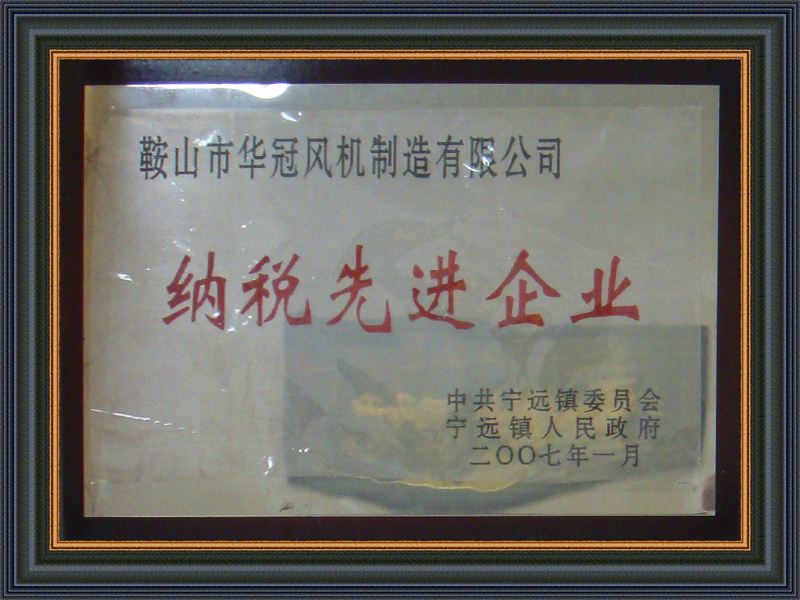 鞍山市华冠风机制造有限公司
纳税先进企业
中共宁远镇委员会
宁远镇人民政府
二〇〇七年一月